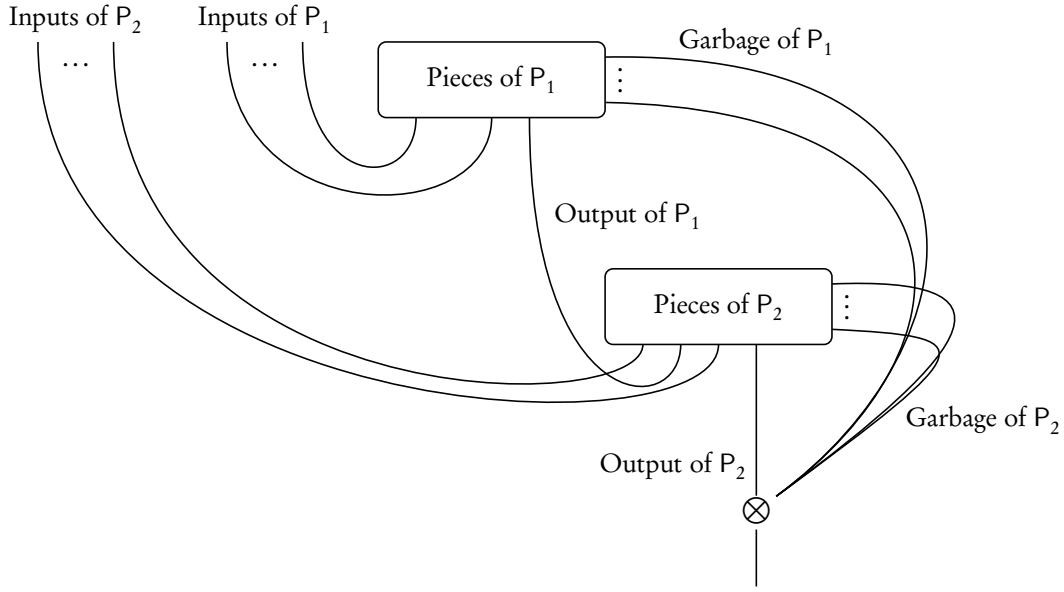 Inputs of P₂
Inputs of P₁
...
...
Pieces of P₁
Garbage of P₁
⋮
Output of P₁
Pieces of P₂
⋮
Garbage of P₂
Output of P₂
⊗